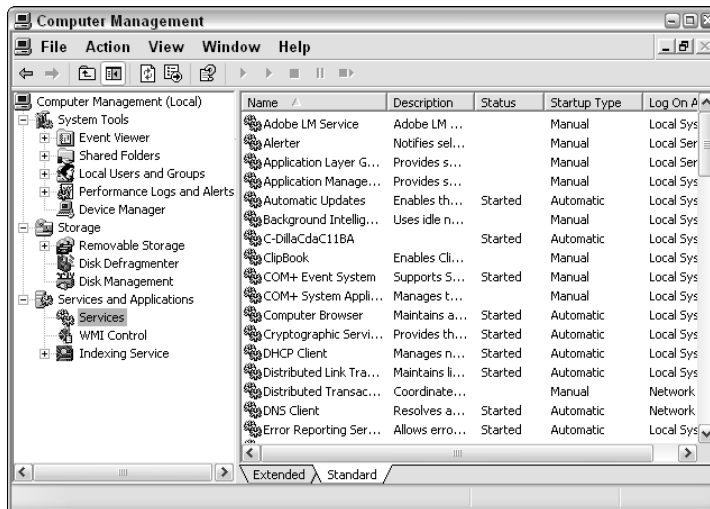 Computer Management
File Action View Window Help
Computer Management (Local)
System Tools
Event Viewer
Shared Folders
Local Users and Groups
Performance Logs and Alerts
Device Manager
Storage
Removable Storage
Disk Defragmenter
Disk Management
Services and Applications
Services
WMI Control
Indexing Service
Name Description Status Startup Type Log On A
Adobe LM Service Adobe LM ... Manual Local Sys
Alerter Notifies sel... Manual Local Ser
Application Layer G... Provides s... Manual Local Ser
Application Manage... Provides s... Manual Local Sys
Automatic Updates Enables th... Started Automatic Local Sys
Background Intellig... Uses idle n... Manual Local Sys
C-DillaCdaC11BA Started Automatic Local Sys
ClipBook Enables Cli... Manual Local Sys
COM+ Event System Supports S... Started Manual Local Sys
COM+ System Appli... Manages t... Manual Local Sys
Computer Browser Maintains a... Started Automatic Local Sys
Cryptographic Servi... Provides th... Started Automatic Local Sys
DHCP Client Manages n... Started Automatic Local Sys
Distributed Link Tra... Maintains li... Started Automatic Local Sys
Distributed Transac... Coordinate... Manual Network
DNS Client Resolves a... Started Automatic Network
Error Reporting Ser... Allows erro... Started Automatic Local Sys
Extended Standard